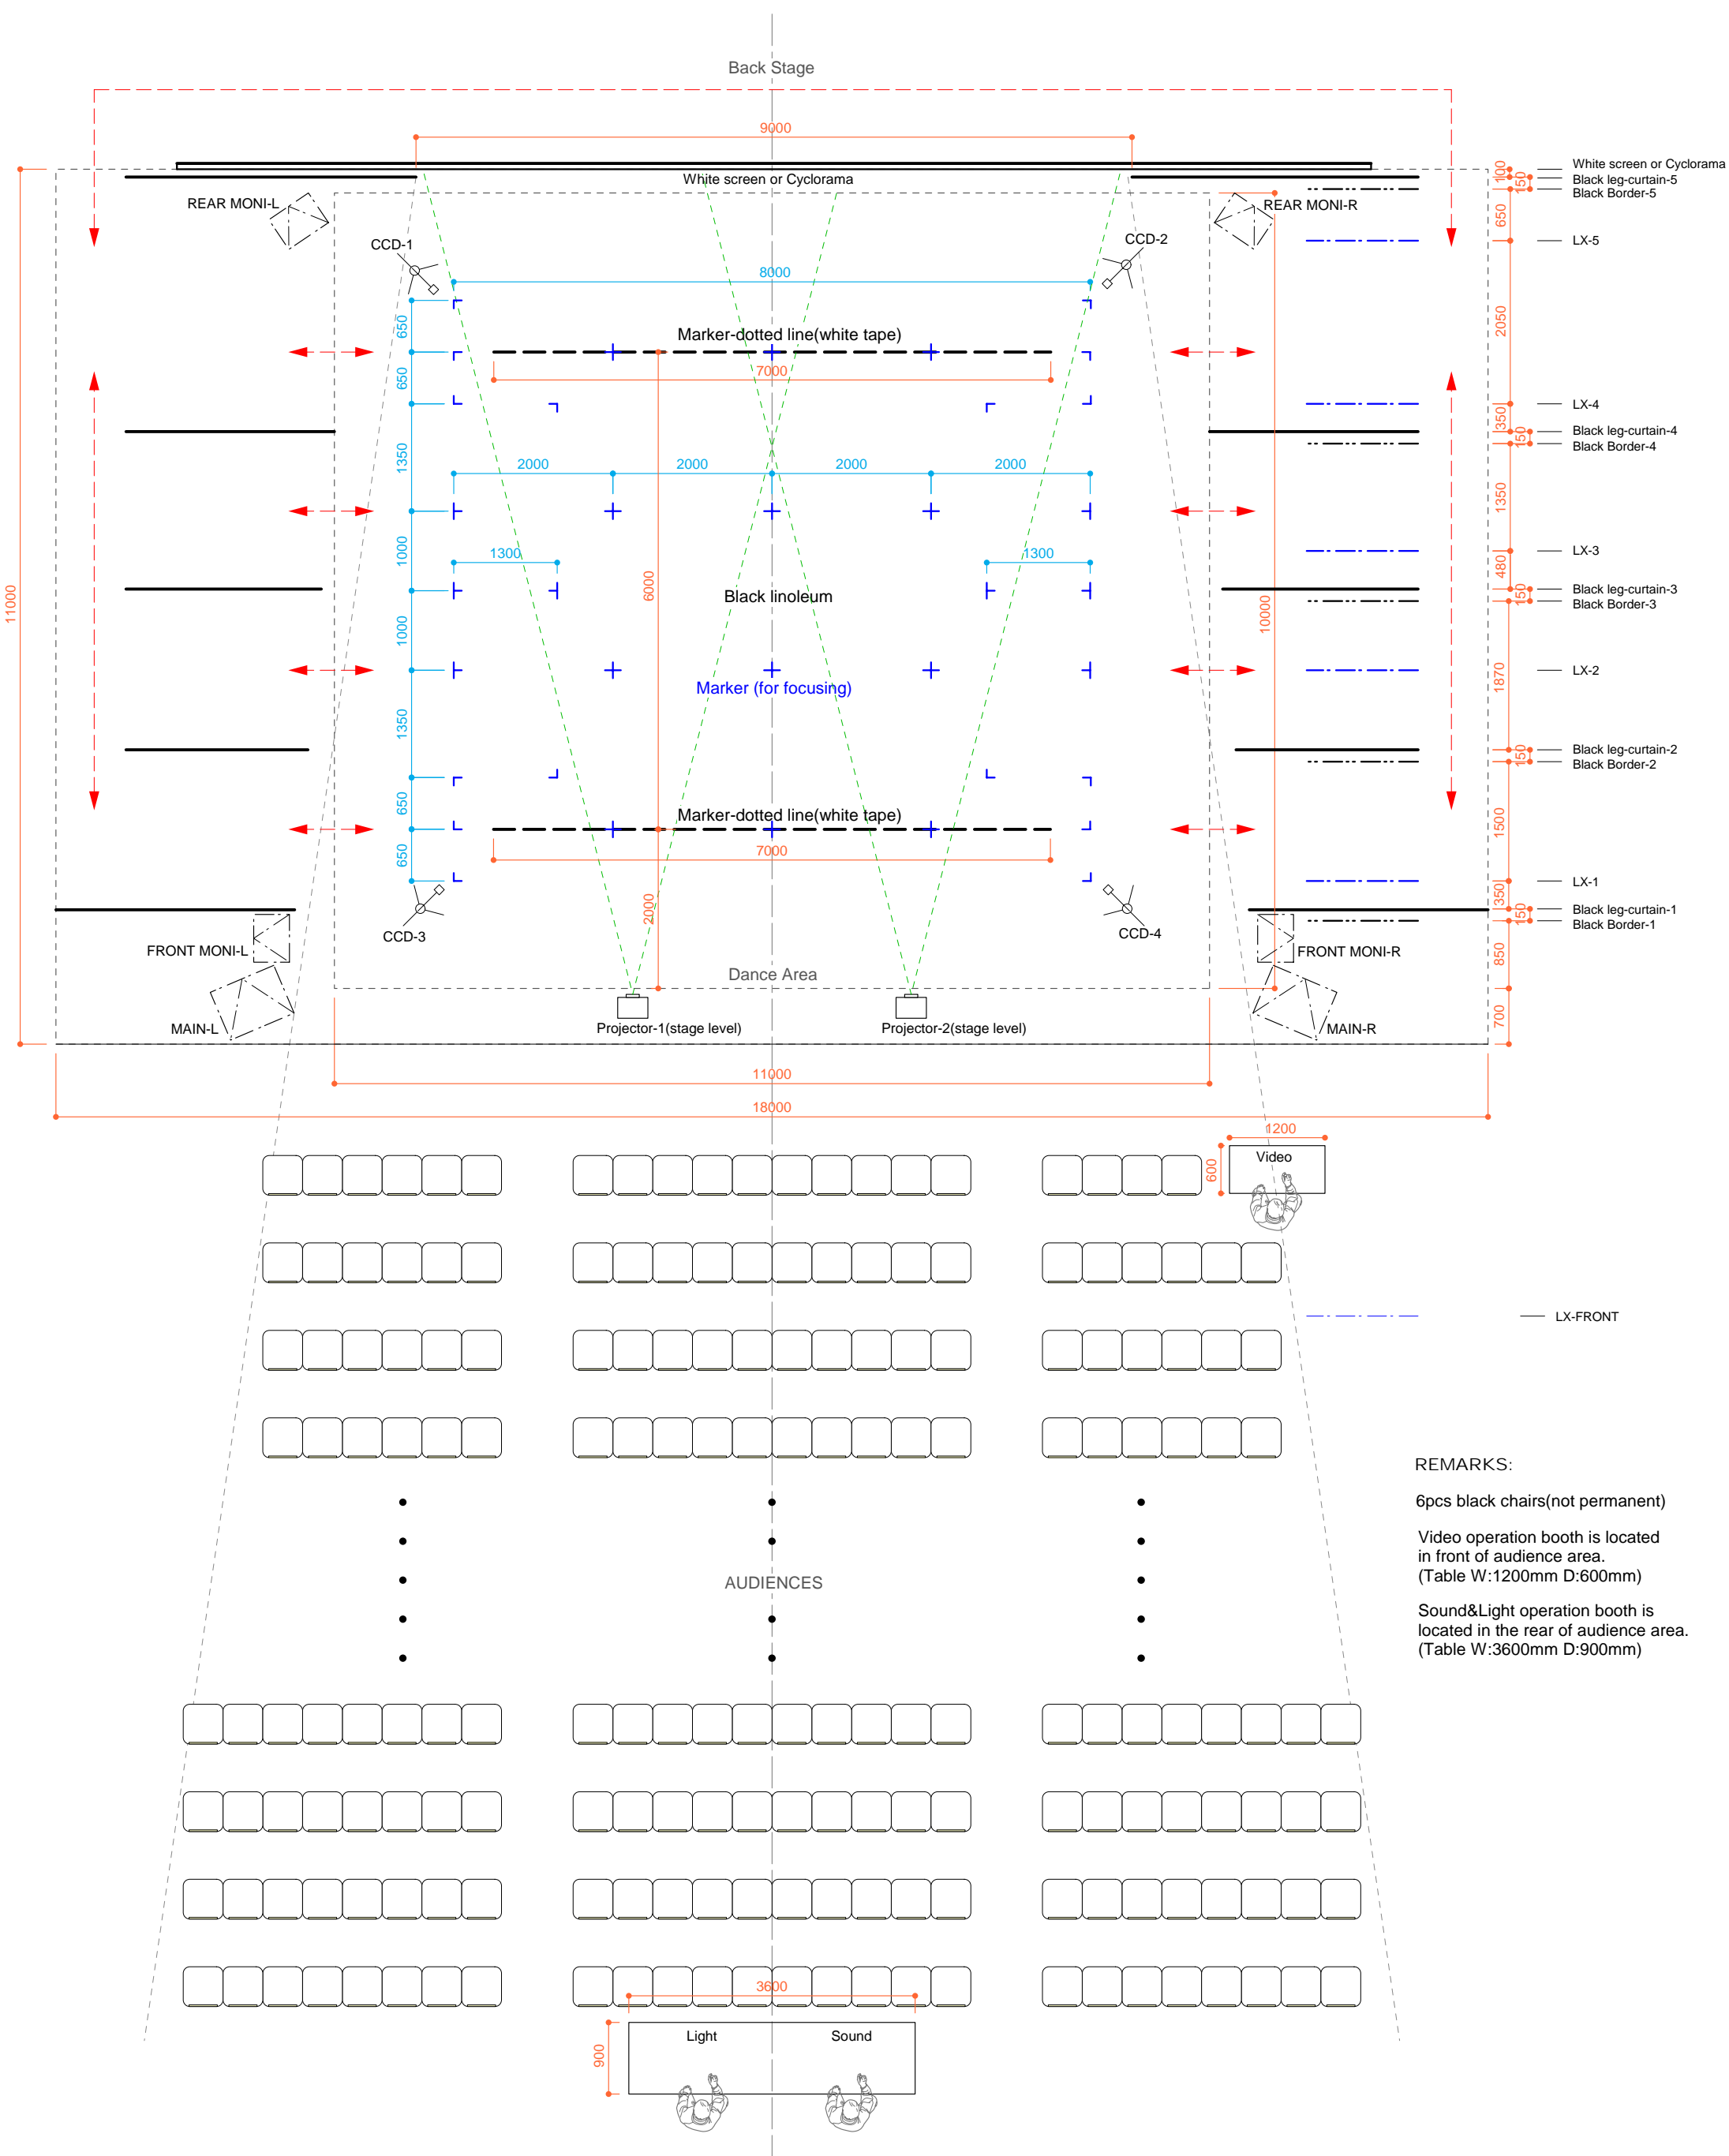 Back Stage
9000
White screen or Cyclorama
White screen or Cyclorama
100
Black leg-curtain-5
150
Black Border-5
REAR MONI-L
REAR MONI-R
650
CCD-1
CCD-2
LX-5
8000
650
2050
Marker-dotted line(white tape)
6000
7000
650
LX-4
350
Black leg-curtain-4
150
Black Border-4
1350
2000
2000
2000
2000
1350
1000
1300
1300
LX-3
480
11000
Black linoleum
10000
Black leg-curtain-3
150
Black Border-3
1000
1870
LX-2
Marker (for focusing)
1350
Black leg-curtain-2
150
Black Border-2
650
1500
Marker-dotted line(white tape)
7000
650
LX-1
350
2000
Black leg-curtain-1
150
Black Border-1
CCD-3
CCD-4
FRONT MONI-L
FRONT MONI-R
850
Dance Area
700
MAIN-L
Projector-1(stage level)
Projector-2(stage level)
MAIN-R
11000
18000
1200
600
Video
LX-FRONT
REMARKS:
6pcs black chairs(not permanent)
Video operation booth is located
in front of audience area.
(Table W:1200mm D:600mm)
AUDIENCES
Sound&Light operation booth is
located in the rear of audience area.
(Table W:3600mm D:900mm)
3600
900
Light
Sound